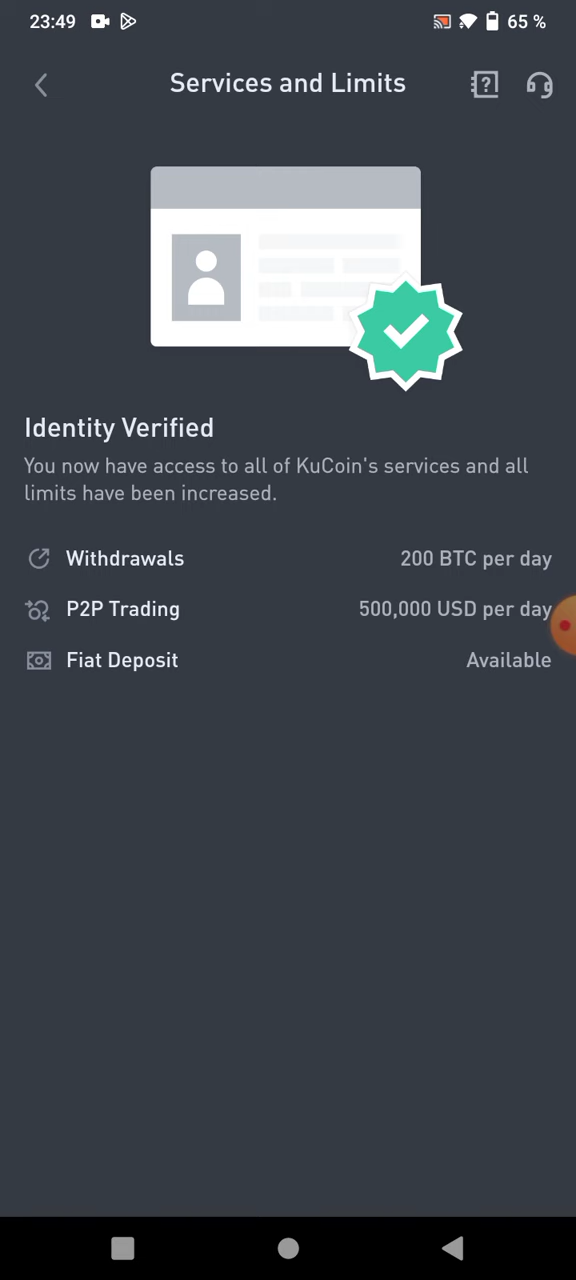 23:49
65 %
Services and Limits
Identity Verified
You now have access to all of KuCoin's services and all
limits have been increased.
Withdrawals 200 BTC per day
P2P Trading 500,000 USD per day
Fiat Deposit Available